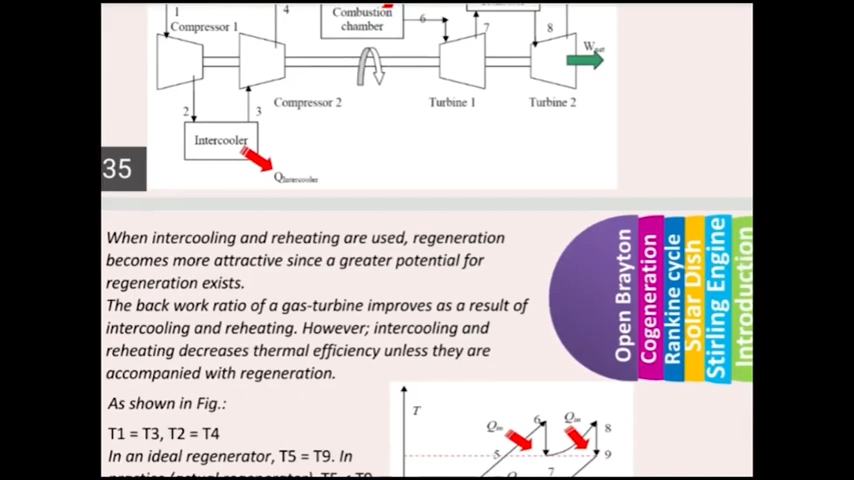 1
4
Combustion
chamber
6
Compressor 1
7
8
Wnet
2
3
Compressor 2
Turbine 1
Turbine 2
Intercooler
35
QIntercooler
When intercooling and reheating are used, regeneration
becomes more attractive since a greater potential for
regeneration exists.
The back work ratio of a gas-turbine improves as a result of
intercooling and reheating. However; intercooling and
reheating decreases thermal efficiency unless they are
accompanied with regeneration.
As shown in Fig.:
T1 = T3, T2 = T4
In an ideal regenerator, T5 = T9. In
T
Qin
6
Qin
8
5
9
7
Open Brayton
Cogeneration
Rankine cycle
Solar Dish
Stirling Engine
Introduction